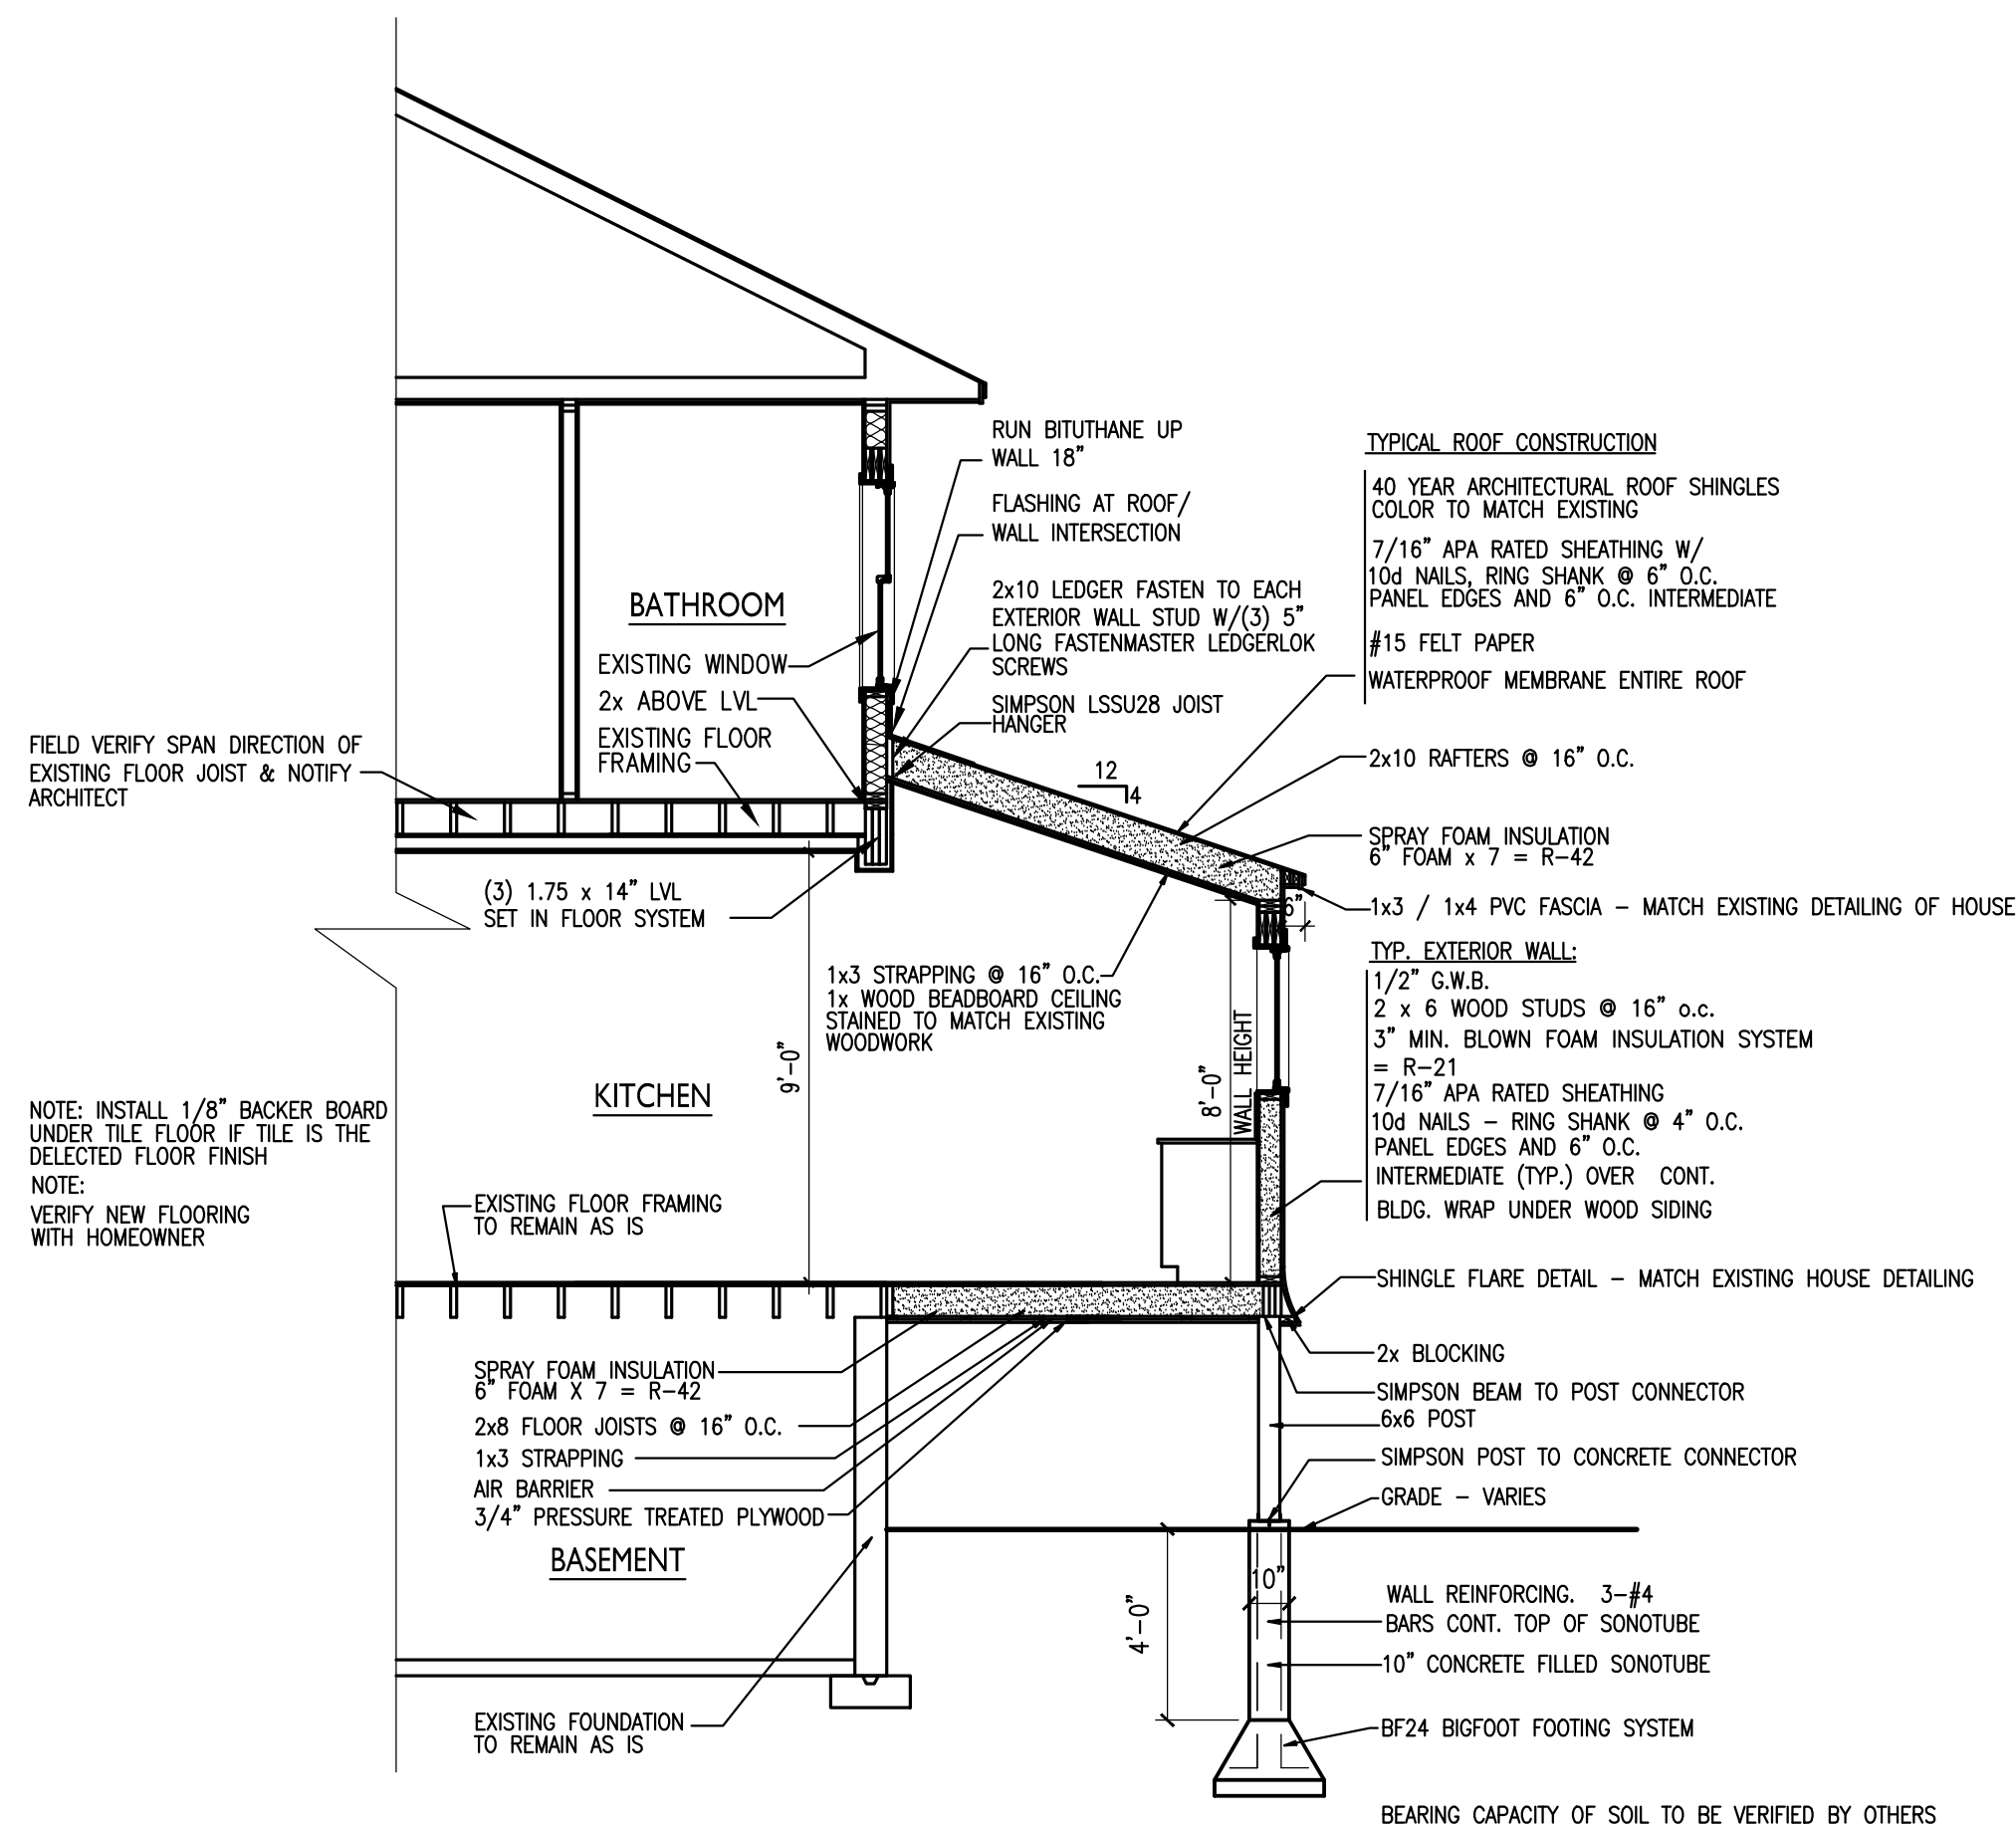 RUN BITUTHANE UP
WALL 18"
FLASHING AT ROOF/
WALL INTERSECTION
2x10 LEDGER FASTEN TO EACH
EXTERIOR WALL STUD W/(3) 5"
LONG FASTENMASTER LEDGERLOK
SCREWS
SIMPSON LSSU28 JOIST
HANGER
TYPICAL ROOF CONSTRUCTION
40 YEAR ARCHITECTURAL ROOF SHINGLES
COLOR TO MATCH EXISTING
7/16" APA RATED SHEATHING W/
10d NAILS, RING SHANK @ 6" O.C.
PANEL EDGES AND 6" O.C. INTERMEDIATE
#15 FELT PAPER
WATERPROOF MEMBRANE ENTIRE ROOF
2x10 RAFTERS @ 16" O.C.
SPRAY FOAM INSULATION
6" FOAM x 7 = R-42
1x3 / 1x4 PVC FASCIA - MATCH EXISTING DETAILING OF HOUSE
BATHROOM
EXISTING WINDOW
2x ABOVE LVL
EXISTING FLOOR
FRAMING
FIELD VERIFY SPAN DIRECTION OF
EXISTING FLOOR JOIST & NOTIFY
ARCHITECT
12
4
(3) 1.75 x 14" LVL
SET IN FLOOR SYSTEM
6"
1x3 STRAPPING @ 16" O.C.
1x WOOD BEADBOARD CEILING
STAINED TO MATCH EXISTING
WOODWORK
TYP. EXTERIOR WALL:
1/2" G.W.B.
2 x 6 WOOD STUDS @ 16" o.c.
3" MIN. BLOWN FOAM INSULATION SYSTEM
= R-21
7/16" APA RATED SHEATHING
10d NAILS - RING SHANK @ 4" O.C.
PANEL EDGES AND 6" O.C.
INTERMEDIATE (TYP.) OVER CONT.
BLDG. WRAP UNDER WOOD SIDING
9'-0"
8'-0"
WALL HEIGHT
KITCHEN
NOTE: INSTALL 1/8" BACKER BOARD
UNDER TILE FLOOR IF TILE IS THE
DELECTED FLOOR FINISH
NOTE:
VERIFY NEW FLOORING
WITH HOMEOWNER
EXISTING FLOOR FRAMING
TO REMAIN AS IS
SHINGLE FLARE DETAIL - MATCH EXISTING HOUSE DETAILING
2x BLOCKING
SIMPSON BEAM TO POST CONNECTOR
6x6 POST
SIMPSON POST TO CONCRETE CONNECTOR
GRADE - VARIES
SPRAY FOAM INSULATION
6" FOAM X 7 = R-42
2x8 FLOOR JOISTS @ 16" O.C.
1x3 STRAPPING
AIR BARRIER
3/4" PRESSURE TREATED PLYWOOD
BASEMENT
10"
4'-0"
WALL REINFORCING. 3-#4
BARS CONT. TOP OF SONOTUBE
10" CONCRETE FILLED SONOTUBE
EXISTING FOUNDATION
TO REMAIN AS IS
BF24 BIGFOOT FOOTING SYSTEM
BEARING CAPACITY OF SOIL TO BE VERIFIED BY OTHERS